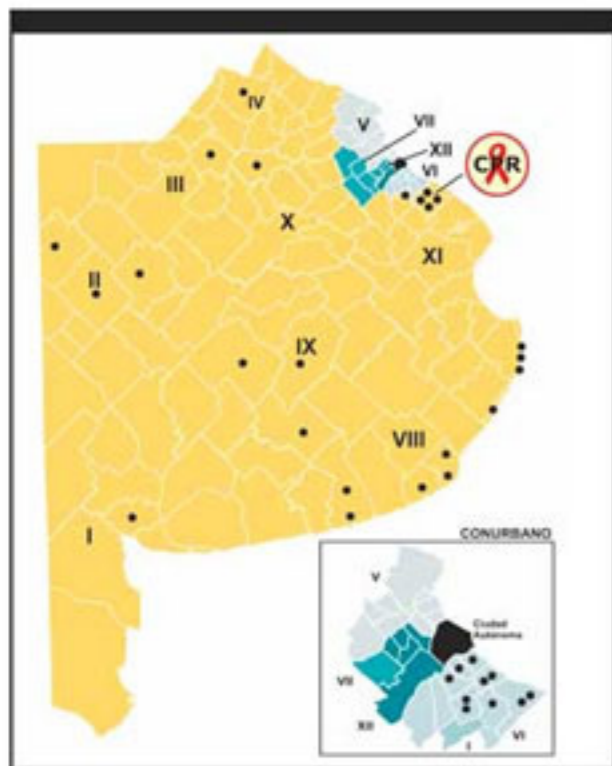 IV
V
VII
XII
VI
CPR
III
X
XI
II
IX
VIII
I
CONURBANO
V
Ciudad
Autónoma
VII
XII
I
VI